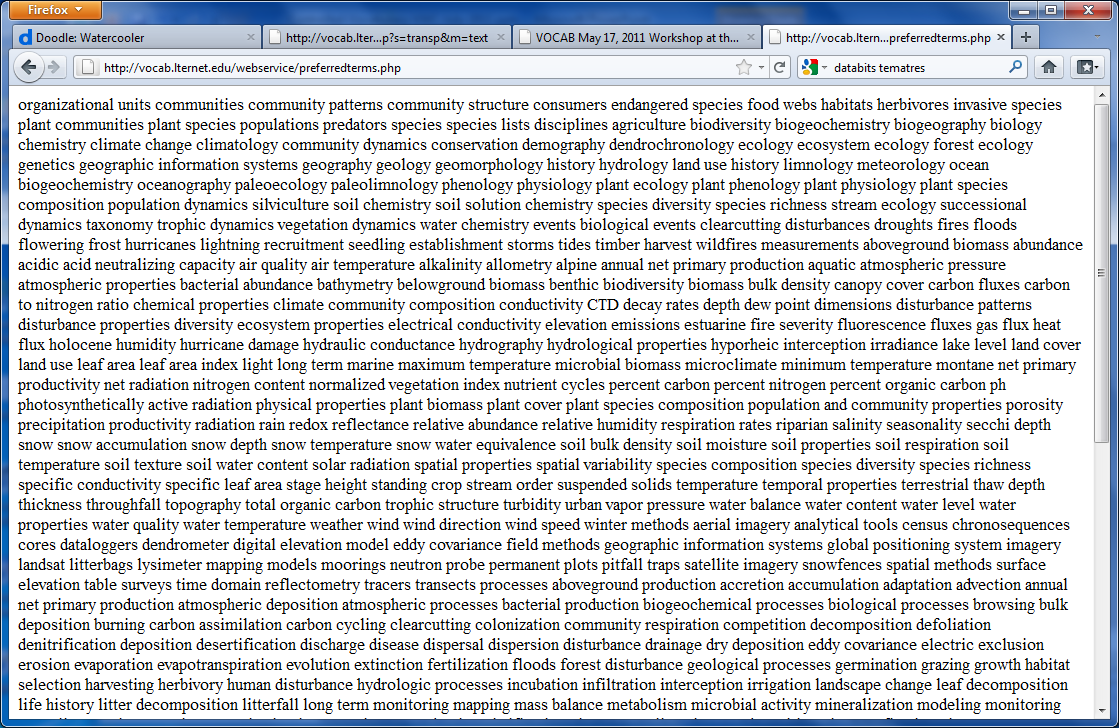 Firefox
Doodle: Watercooler
http://vocab.lter...p?s=transp&m=text
VOCAB May 17, 2011 Workshop at th...
http://vocab.ltern...preferredterms.php
http://vocab.lternet.edu/webservice/preferredterms.php
databits tematres
organizational units communities community patterns community structure consumers endangered species food webs habitats herbivores invasive species
plant communities plant species populations predators species species lists disciplines agriculture biodiversity biogeochemistry biogeography biology
chemistry climate change climatology community dynamics conservation demography dendrochronology ecology ecosystem ecology forest ecology
genetics geographic information systems geography geology geomorphology history hydrology land use history limnology meteorology ocean
biogeochemistry oceanography paleoecology paleolimnology phenology physiology plant ecology plant phenology plant physiology plant species
composition population dynamics silviculture soil chemistry soil solution chemistry species diversity species richness stream ecology successional
dynamics taxonomy trophic dynamics vegetation dynamics water chemistry events biological events clearcutting disturbances droughts fires floods
flowering frost hurricanes lightning recruitment seedling establishment storms tides timber harvest wildfires measurements aboveground biomass abundance
acidic acid neutralizing capacity air quality air temperature alkalinity allometry alpine annual net primary production aquatic atmospheric pressure
atmospheric properties bacterial abundance bathymetry belowground biomass benthic biodiversity biomass bulk density canopy cover carbon fluxes carbon
to nitrogen ratio chemical properties climate community composition conductivity CTD decay rates depth dew point dimensions disturbance patterns
disturbance properties diversity ecosystem properties electrical conductivity elevation emissions estuarine fire severity fluorescence fluxes gas flux heat
flux holocene humidity hurricane damage hydraulic conductance hydrography hydrological properties hyporheic interception irradiance lake level land cover
land use leaf area leaf area index light long term marine maximum temperature microbial biomass microclimate minimum temperature montane net primary
productivity net radiation nitrogen content normalized vegetation index nutrient cycles percent carbon percent nitrogen percent organic carbon ph
photosynthetically active radiation physical properties plant biomass plant cover plant species composition population and community properties porosity
precipitation productivity radiation rain redox reflectance relative abundance relative humidity respiration rates riparian salinity seasonality secchi depth
snow snow accumulation snow depth snow temperature snow water equivalence soil bulk density soil moisture soil properties soil respiration soil
temperature soil texture soil water content solar radiation spatial properties spatial variability species composition species diversity species richness
specific conductivity specific leaf area stage height standing crop stream order suspended solids temperature temporal properties terrestrial thaw depth
thickness throughfall topography total organic carbon trophic structure turbidity urban vapor pressure water balance water content water level water
properties water quality water temperature weather wind wind direction wind speed winter methods aerial imagery analytical tools census chronosequences
cores dataloggers dendrometer digital elevation model eddy covariance field methods geographic information systems global positioning system imagery
landsat litterbags lysimeter mapping models moorings neutron probe permanent plots pitfall traps satellite imagery snowfences spatial methods surface
elevation table surveys time domain reflectometry tracers transects processes aboveground production accretion accumulation adaptation advection annual
net primary production atmospheric deposition atmospheric processes bacterial production biogeochemical processes biological processes browsing bulk
deposition burning carbon assimilation carbon cycling clearcutting colonization community respiration competition decomposition defoliation
denitrification deposition desertification discharge disease dispersal dispersion disturbance drainage dry deposition eddy covariance electric exclusion
erosion evaporation evapotranspiration evolution extinction fertilization floods forest disturbance geological processes germination grazing growth habitat
selection harvesting herbivory human disturbance hydrologic processes incubation infiltration interception irrigation landscape change leaf decomposition
life history litter decomposition litterfall long term monitoring mapping mass balance metabolism microbial activity mineralization modeling monitoring